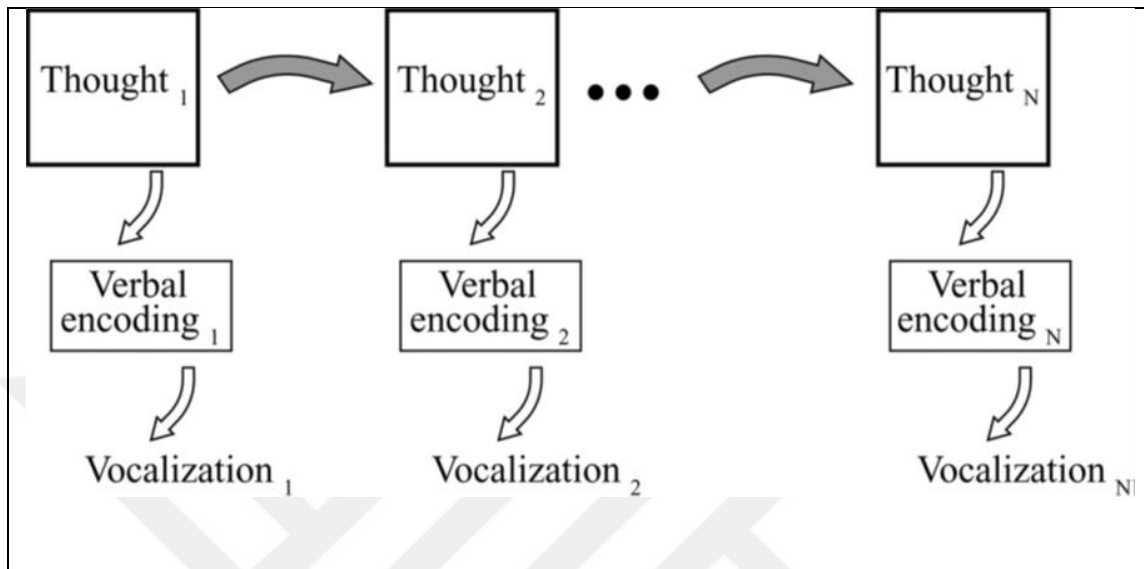 Thought 1
Thought 2
Thought N
Verbal
encoding 1
Verbal
encoding 2
Verbal
encoding N
Vocalization 1
Vocalization 2
Vocalization N